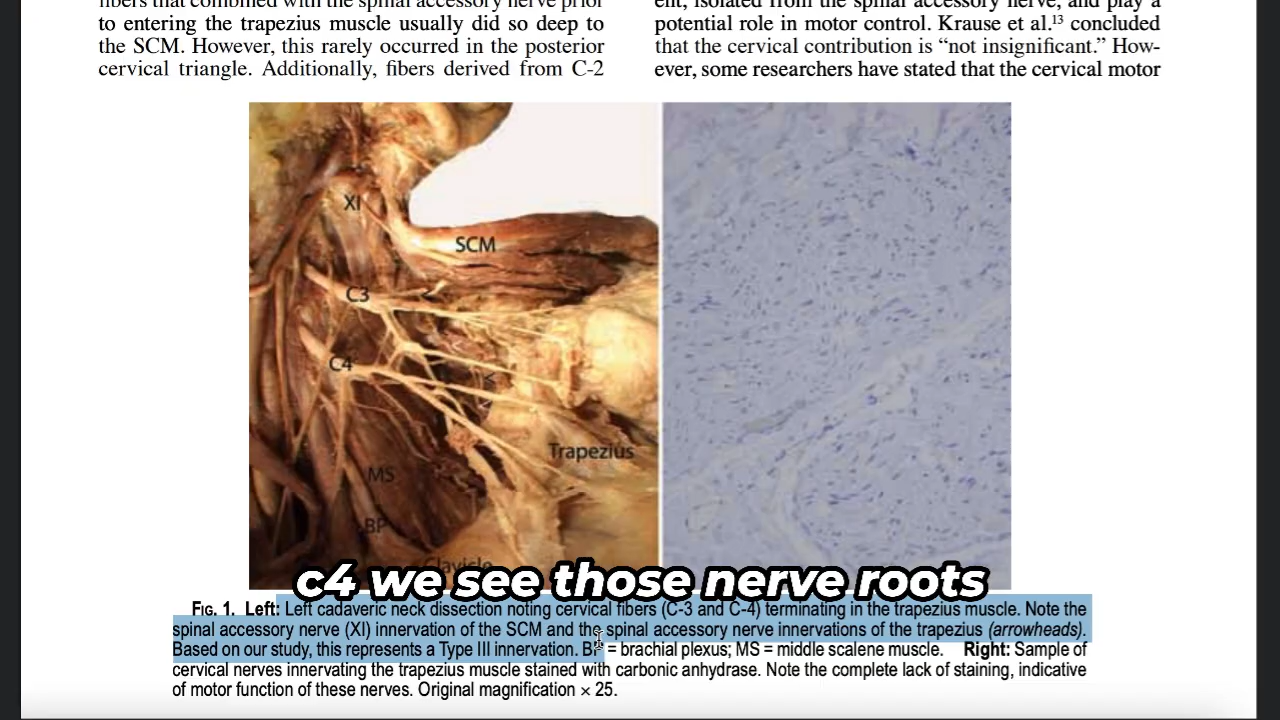 fibers that combined with the spinal accessory nerve prior
to entering the trapezius muscle usually did so deep to
the SCM. However, this rarely occurred in the posterior
cervical triangle. Additionally, fibers derived from C-2
ent, isolated from the spinal accessory nerve, and play a
potential role in motor control. Krause et al.¹³ concluded
that the cervical contribution is “not insignificant.” How-
ever, some researchers have stated that the cervical motor
XI
SCM
C3
C4
Trapezius
MS
BP
Clavicle
c4 we see those nerve roots
FIG. 1. Left: Left cadaveric neck dissection noting cervical fibers (C-3 and C-4) terminating in the trapezius muscle. Note the
spinal accessory nerve (XI) innervation of the SCM and the spinal accessory nerve innervations of the trapezius (arrowheads).
Based on our study, this represents a Type III innervation. BP = brachial plexus; MS = middle scalene muscle. Right: Sample of
cervical nerves innervating the trapezius muscle stained with carbonic anhydrase. Note the complete lack of staining, indicative
of motor function of these nerves. Original magnification × 25.